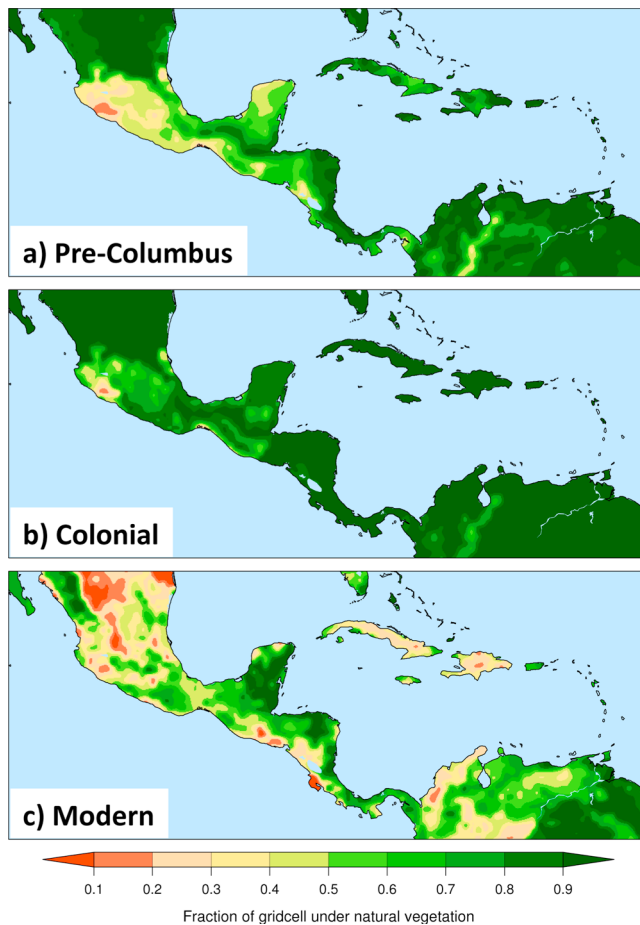 a) Pre-Columbus
b) Colonial
c) Modern
0.1 0.2 0.3 0.4 0.5 0.6 0.7 0.8 0.9
Fraction of gridcell under natural vegetation